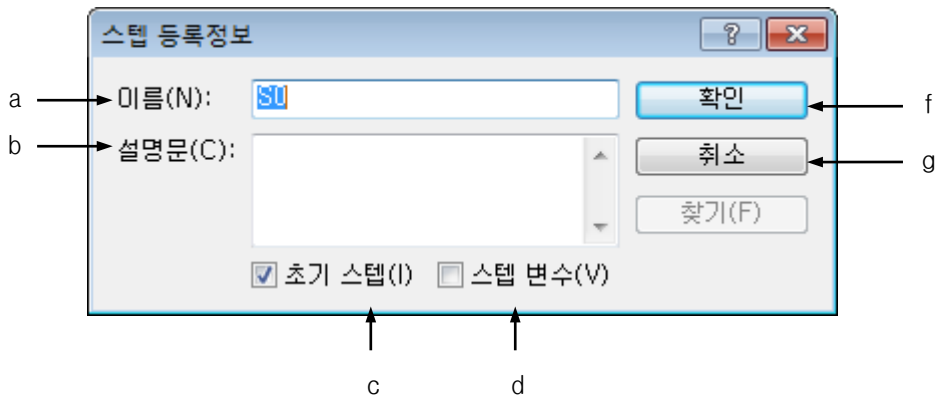 스텝 등록정보
a 이름(N): S0 확인 f
b 설명문(C): 취소 g
찾기(F)
초기 스텝(I) 스텝 변수(V)
c d